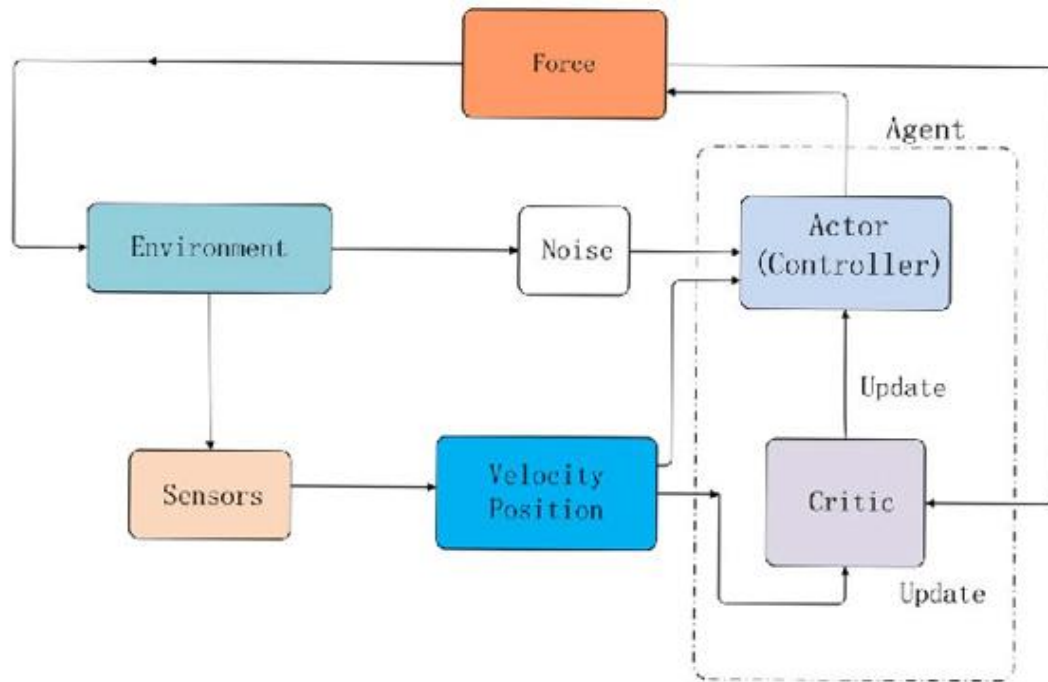 Force
Agent
Environment
Noise
Actor
(Controller)
Update
Sensors
Velocity
Position
Critic
Update